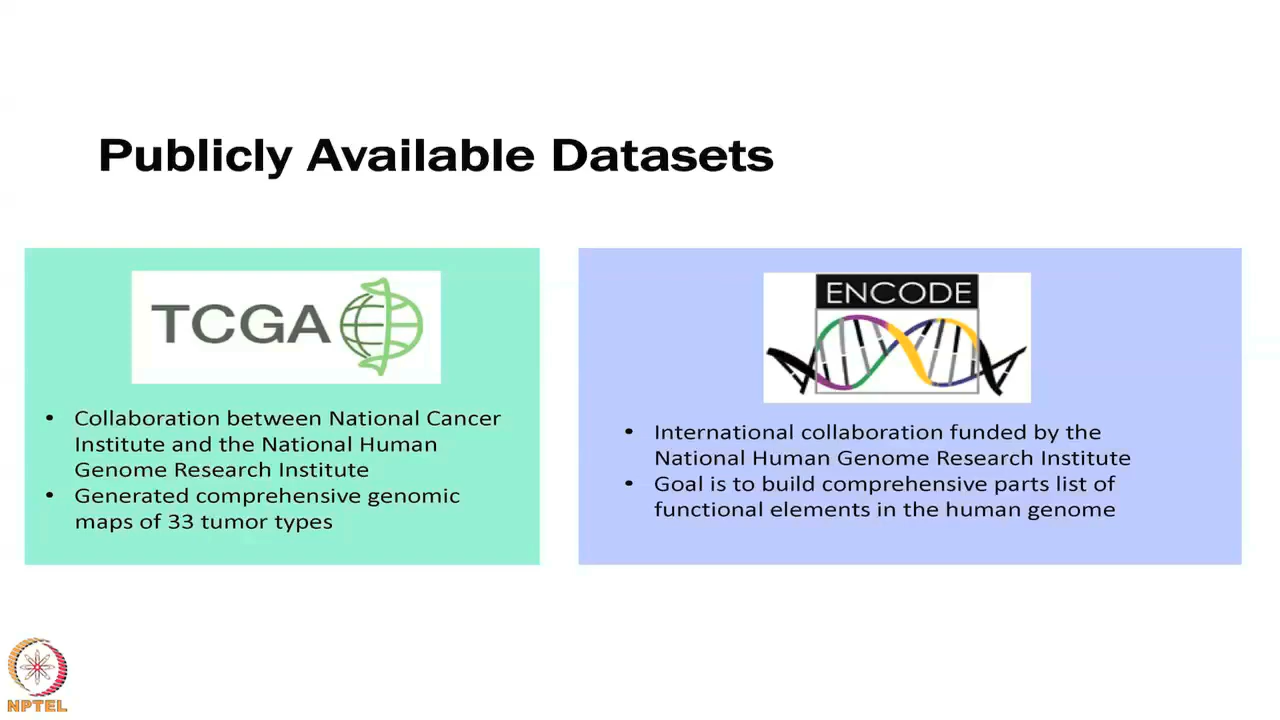 Publicly Available Datasets
TCGA
• Collaboration between National Cancer
Institute and the National Human
Genome Research Institute
• Generated comprehensive genomic
maps of 33 tumor types
ENCODE
• International collaboration funded by the
National Human Genome Research Institute
• Goal is to build comprehensive parts list of
functional elements in the human genome
NPTEL